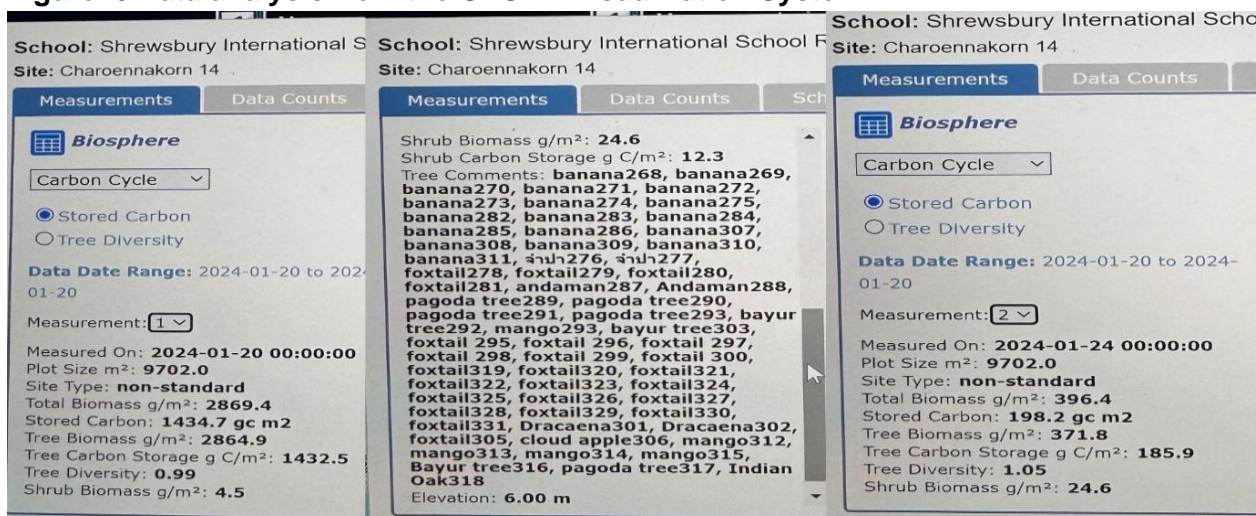 School: Shrewsbury International S
Site: Charoennakorn 14
Measurements Data Counts
Biosphere
Carbon Cycle
Stored Carbon
Tree Diversity
Data Date Range: 2024-01-20 to 202
01-20
Measurement: 1
Measured On: 2024-01-20 00:00:00
Plot Size m²: 9702.0
Site Type: non-standard
Total Biomass g/m²: 2869.4
Stored Carbon: 1434.7 gc m2
Tree Biomass g/m²: 2864.9
Tree Carbon Storage g C/m²: 1432.5
Tree Diversity: 0.99
Shrub Biomass g/m²: 4.5
School: Shrewsbury International School R
Site: Charoennakorn 14
Measurements Data Counts Sch
Shrub Biomass g/m²: 24.6
Shrub Carbon Storage g C/m²: 12.3
Tree Comments: banana268, banana269,
banana270, banana271, banana272,
banana273, banana274, banana275,
banana282, banana283, banana284,
banana285, banana286, banana307,
banana308, banana309, banana310,
banana311, จำปา276, จำปา277,
foxtail278, foxtail279, foxtail280,
foxtail281, andaman287, Andaman288,
pagoda tree289, pagoda tree290,
pagoda tree291, pagoda tree293, bayur
tree292, mango293, bayur tree303,
foxtail 295, foxtail 296, foxtail 297,
foxtail 298, foxtail 299, foxtail 300,
foxtail319, foxtail320, foxtail321,
foxtail322, foxtail323, foxtail324,
foxtail325, foxtail326, foxtail327,
foxtail328, foxtail329, foxtail330,
foxtail331, Dracaena301, Dracaena302,
foxtail305, cloud apple306, mango312,
mango313, mango314, mango315,
Bayur tree316, pagoda tree317, Indian
Oak318
Elevation: 6.00 m
School: Shrewsbury International Scho
Site: Charoennakorn 14
Measurements Data Counts
Biosphere
Carbon Cycle
Stored Carbon
Tree Diversity
Data Date Range: 2024-01-20 to 2024-
01-20
Measurement: 2
Measured On: 2024-01-24 00:00:00
Plot Size m²: 9702.0
Site Type: non-standard
Total Biomass g/m²: 396.4
Stored Carbon: 198.2 gc m2
Tree Biomass g/m²: 371.8
Tree Carbon Storage g C/m²: 185.9
Tree Diversity: 1.05
Shrub Biomass g/m²: 24.6